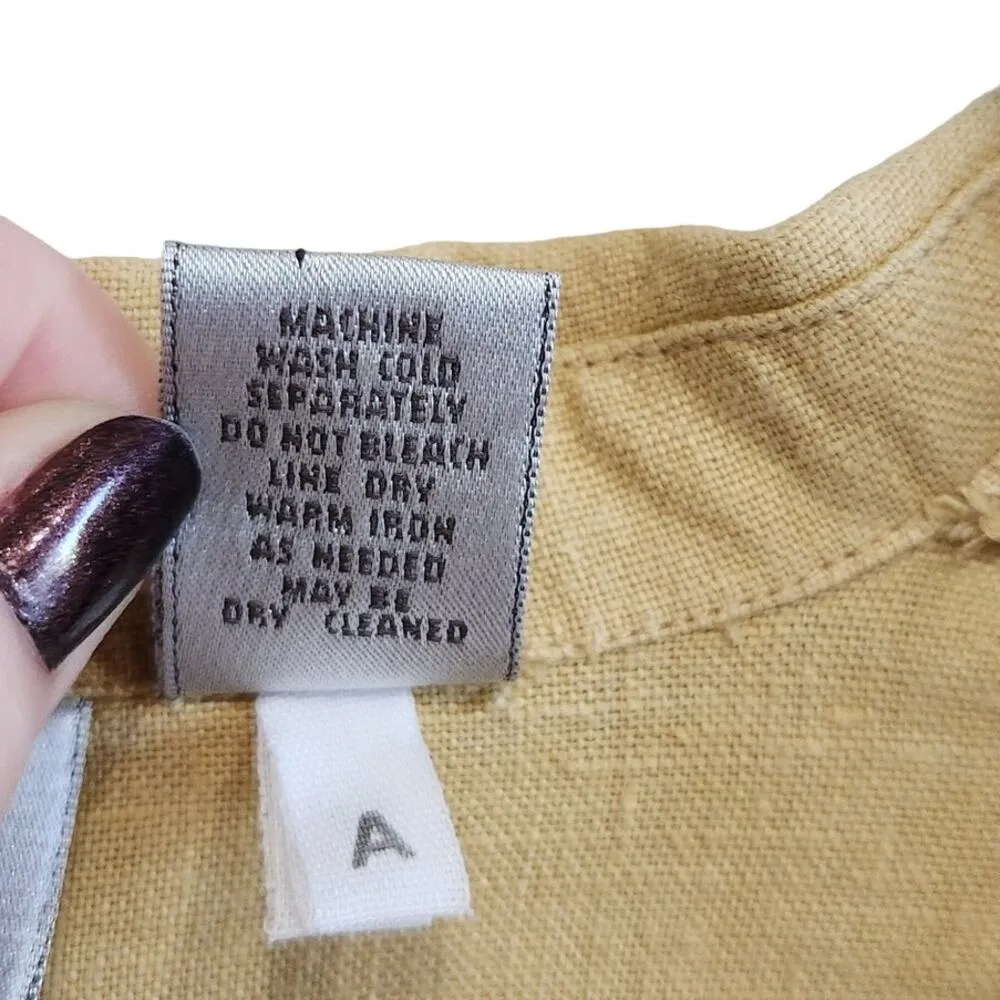 MACHINE
WASH COLD
SEPARATELY
DO NOT BLEACH
LINE DRY
WARM IRON
AS NEEDED
MAY BE
DRY CLEANED
A